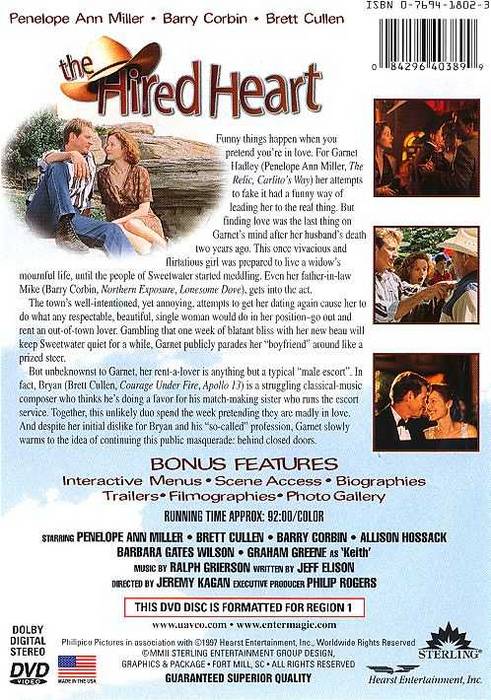 Penelope Ann Miller • Barry Corbin • Brett Cullen
ISBN 0-7694-1802-3
0 84296 40389 9
the
Hired Heart
Funny things happen when you
pretend you're in love. For Garnet
Hadley (Penelope Ann Miller, The
Relic, Carlito's Way) her attempts
to fake it had a funny way of
leading her to the real thing. But
finding love was the last thing on
Garnet's mind after her husband's death
two years ago. This once vivacious and
flirtatious girl was prepared to live a widow's
mournful life, until the people of Sweetwater started meddling. Even her father-in-law
Mike (Barry Corbin, Northern Exposure, Lonesome Dove), gets into the act.
The town's well-intentioned, yet annoying, attempts to get her dating again cause her to
do what any respectable, beautiful, single woman would do in her position-go out and
rent an out-of-town lover. Gambling that one week of blatant bliss with her new beau will
keep Sweetwater quiet for a while, Garnet publicly parades her "boyfriend" around like a
prized steer.
But unbeknownst to Garnet, her rent-a-lover is anything but a typical "male escort". In
fact, Bryan (Brett Cullen, Courage Under Fire, Apollo 13) is a struggling classical-music
composer who thinks he's doing a favor for his match-making sister who runs the escort
service. Together, this unlikely duo spend the week pretending they are madly in love.
And despite her initial dislike for Bryan and his "so-called" profession, Garnet slowly
warms to the idea of continuing this public masquerade: behind closed doors.
BONUS FEATURES
Interactive Menus • Scene Access • Biographies
Trailers • Filmographies • Photo Gallery
RUNNING TIME APPROX: 92:00/COLOR
STARRING PENELOPE ANN MILLER • BRETT CULLEN • BARRY CORBIN • ALLISON HOSSACK
BARBARA GATES WILSON • GRAHAM GREENE AS 'Keith'
MUSIC BY RALPH GRIERSON WRITTEN BY JEFF ELISON
DIRECTED BY JEREMY KAGAN EXECUTIVE PRODUCER PHILIP ROGERS
THIS DVD DISC IS FORMATTED FOR REGION 1
www.uavco.com • www.entermagic.com
DOLBY
DIGITAL
STEREO
DVD
VIDEO
MADE IN THE USA
Philipico Pictures in association with ©1997 Hearst Entertainment, Inc., Worldwide Rights Reserved
©MMII STERLING ENTERTAINMENT GROUP DESIGN,
GRAPHICS & PACKAGE • FORT MILL, SC • ALL RIGHTS RESERVED
GUARANTEED SUPERIOR QUALITY
STERLING
Hearst Entertainment, Inc.